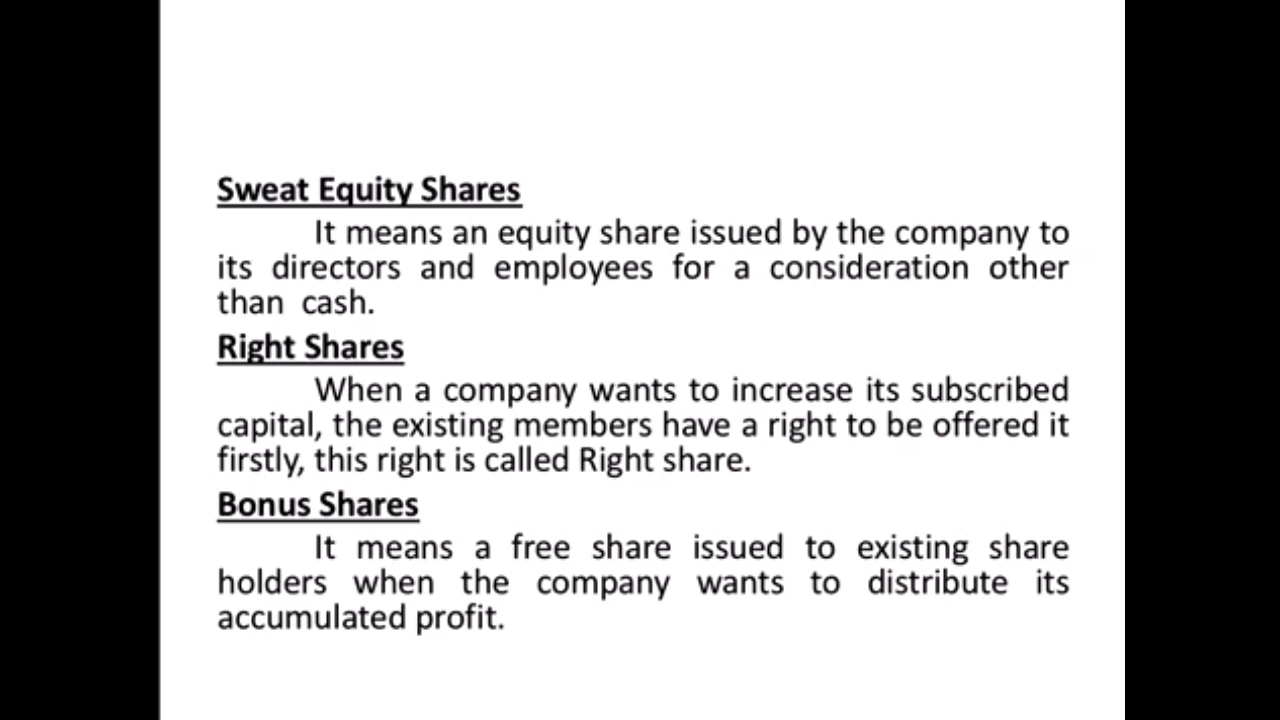 Sweat Equity Shares
It means an equity share issued by the company to
its directors and employees for a consideration other
than cash.
Right Shares
When a company wants to increase its subscribed
capital, the existing members have a right to be offered it
firstly, this right is called Right share.
Bonus Shares
It means a free share issued to existing share
holders when the company wants to distribute its
accumulated profit.